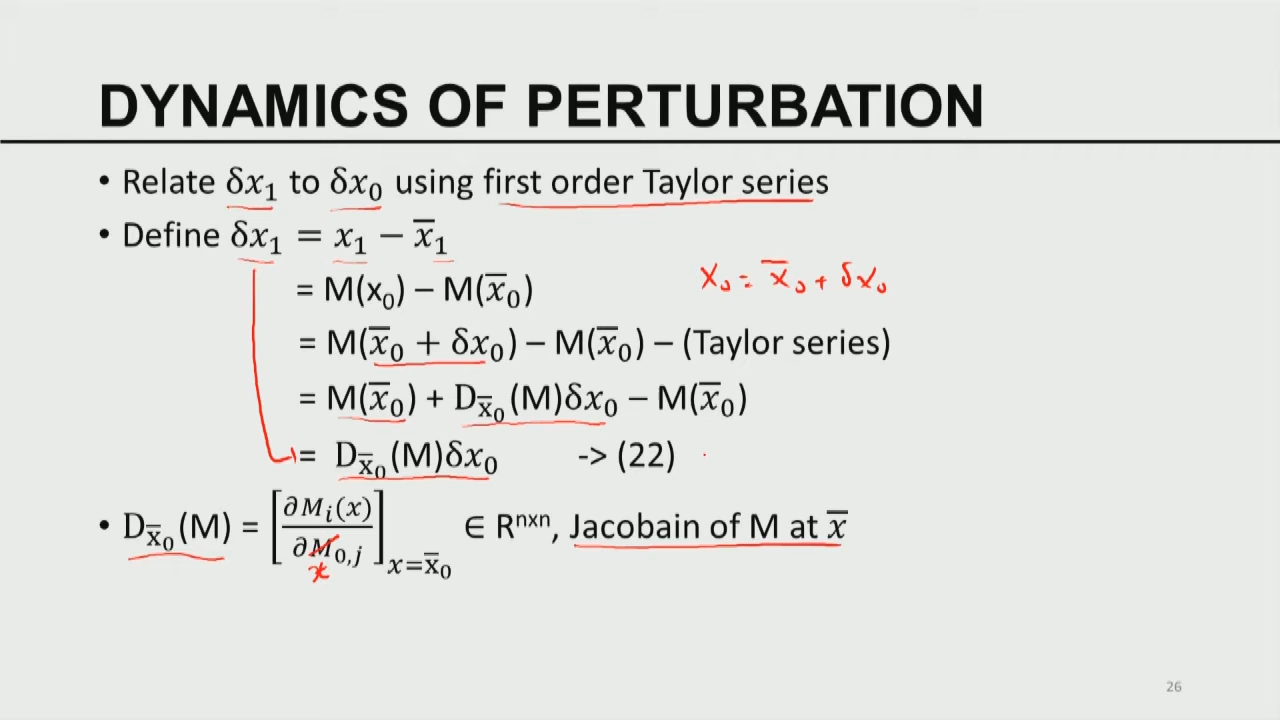 DYNAMICS OF PERTURBATION
• Relate δx₁ to δx₀ using first order Taylor series
• Define δx₁ = x₁ − x̅₁
= M(x₀) − M(x̅₀)
x₀ = x̅₀ + δx₀
= M(x̅₀ + δx₀) − M(x̅₀) − (Taylor series)
= M(x̅₀) + D_x̅₀(M)δx₀ − M(x̅₀)
= D_x̅₀(M)δx₀ -> (22)
• D_x̅₀(M) = [∂Mᵢ(x) / ∂M₀,ⱼ]ₓ₌x̅₀ ∈ Rⁿˣⁿ, Jacobain of M at x̅
x
26